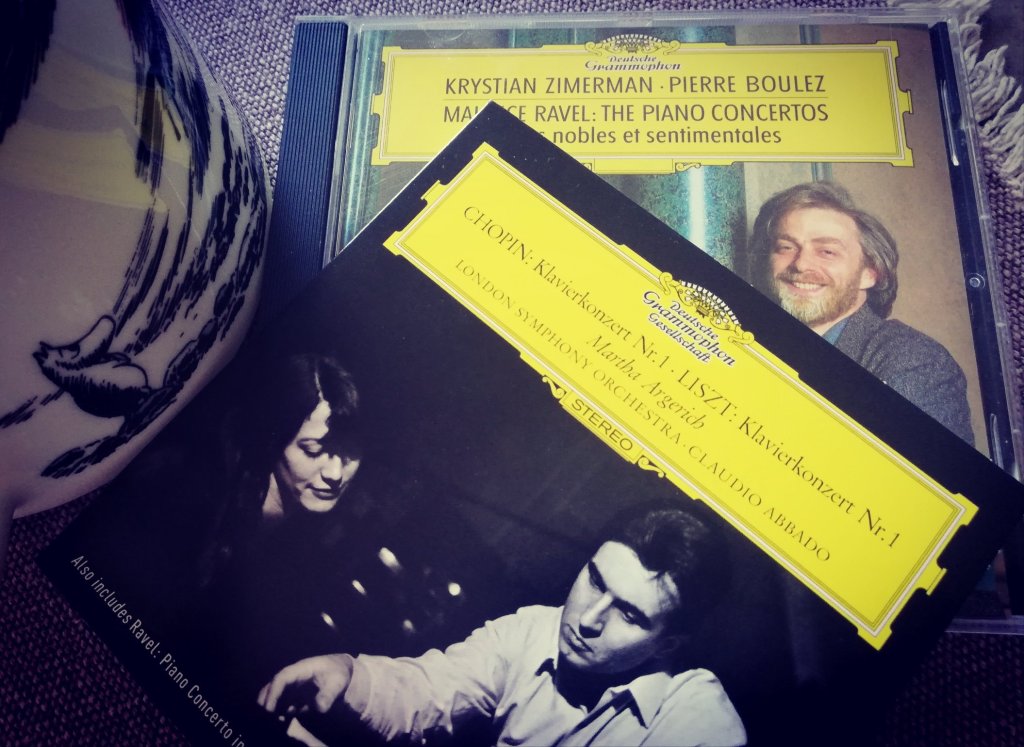 Deutsche
Grammophon
KRYSTIAN ZIMERMAN · PIERRE BOULEZ
MAURICE RAVEL: THE PIANO CONCERTOS
nobles et sentimentales
Deutsche
Grammophon
Gesellschaft
CHOPIN: Klavierkonzert Nr. 1 · LISZT: Klavierkonzert Nr. 1
Martha Argerich
LONDON SYMPHONY ORCHESTRA · CLAUDIO ABBADO
STEREO
Also includes Ravel: Piano Concerto in